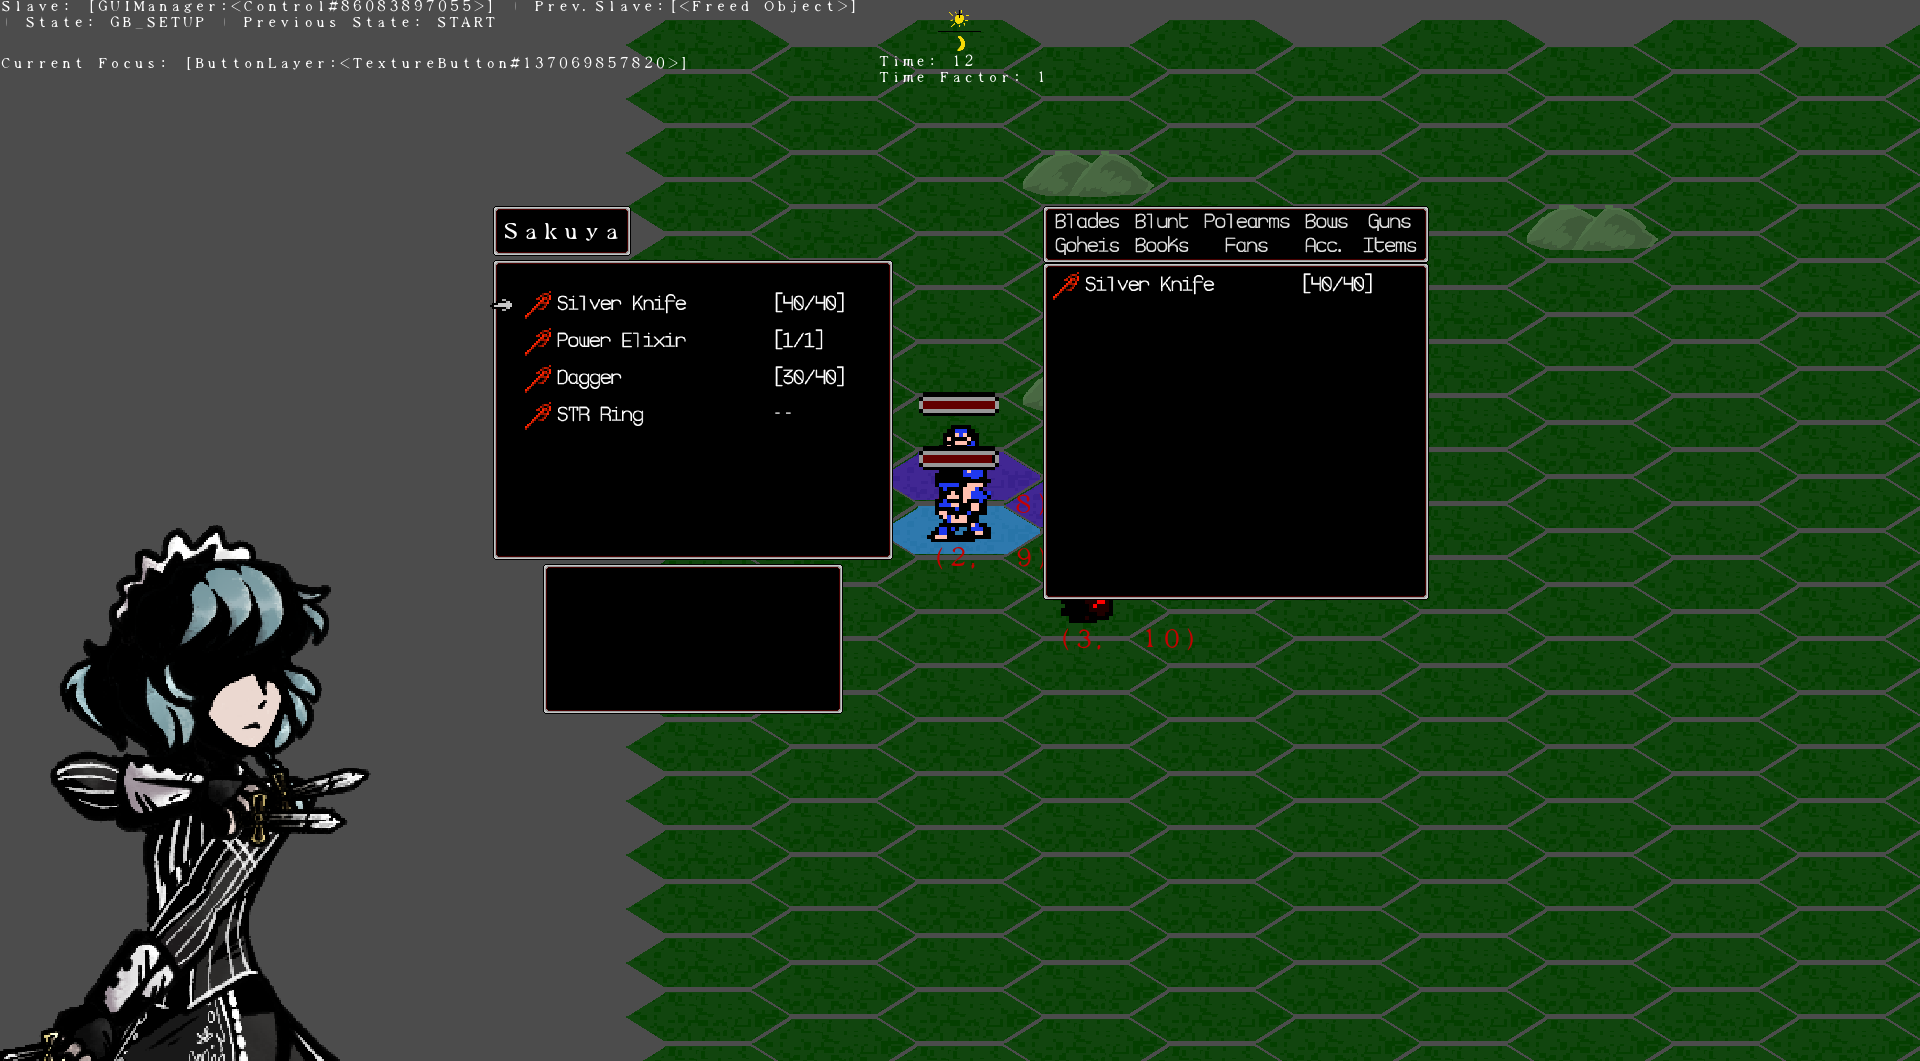 Slave: [GUIManager:<Control#86083897055>] | Prev. Slave:[<Freed Object>]
| State: GB_SETUP | Previous State: START
Current Focus: [ButtonLayer:<TextureButton#137069857820>]
Time: 12
Time Factor: 1
Sakuya
Silver Knife [40/40]
Power Elixir [1/1]
Dagger [30/40]
STR Ring --
Blades Blunt Polearms Bows Guns
Goheis Books Fans Acc. Items
Silver Knife [40/40]
8)
(2, 9)
(3, 10)